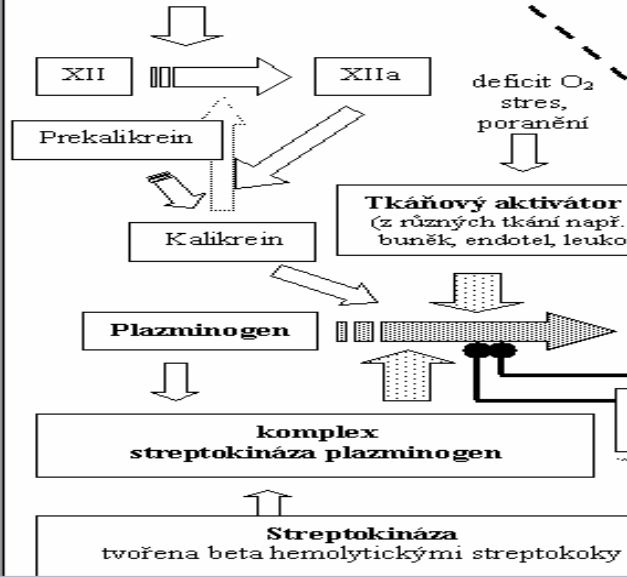 XII
XIIa
deficit O₂
stres,
poranění
Prekalikrein
Tkáňový aktivátor
(z různých tkání např.
buněk, endotel, leuko
Kalikrein
Plazminogen
komplex
streptokináza plazminogen
Streptokináza
tvořena beta hemolytickými streptokoky